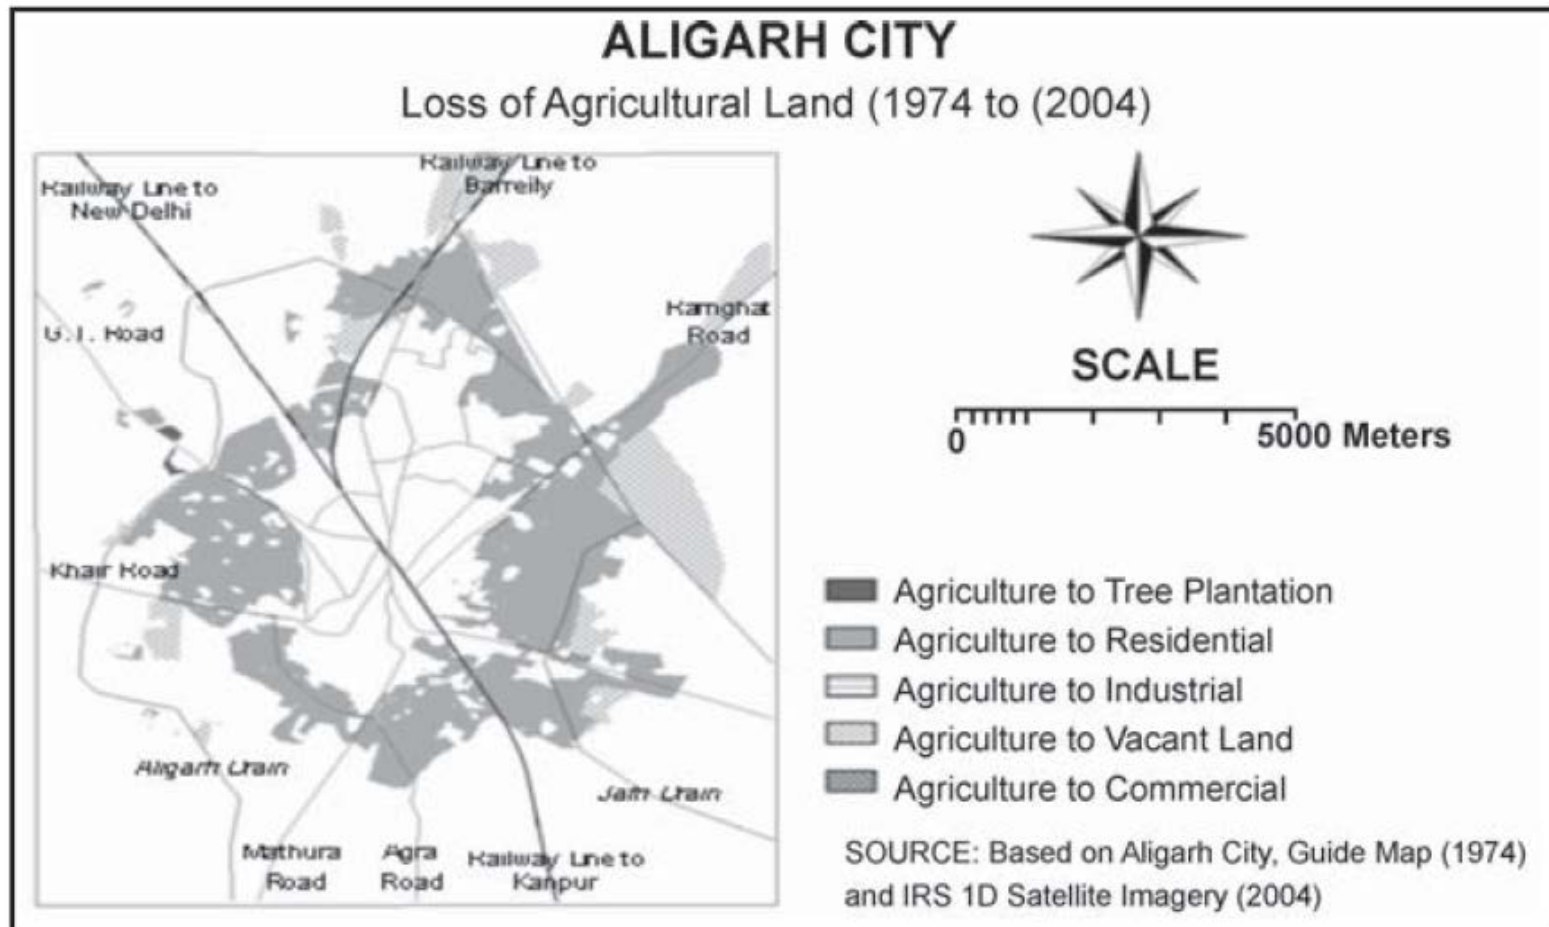 ALIGARH CITY
Loss of Agricultural Land (1974 to (2004)
Railway Line to
New Delhi
Railway Line to
Barreily
G.T. Road
Ramghat
Road
Khair Road
Aligarh Drain
Jafri Drain
Mathura
Road
Agra
Road
Railway Line to
Kanpur
SCALE
0
5000 Meters
Agriculture to Tree Plantation
Agriculture to Residential
Agriculture to Industrial
Agriculture to Vacant Land
Agriculture to Commercial
SOURCE: Based on Aligarh City, Guide Map (1974)
and IRS 1D Satellite Imagery (2004)